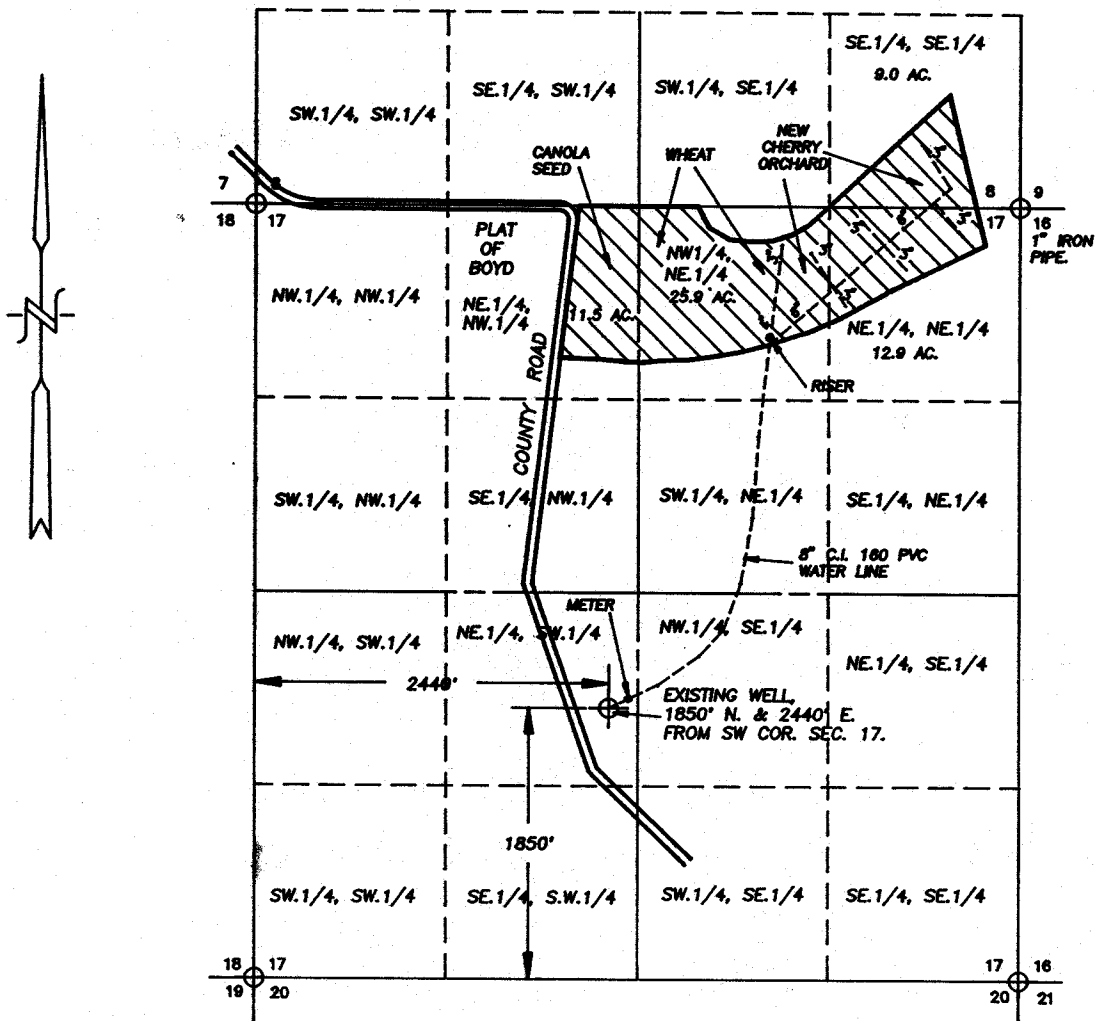 SE.1/4, SE.1/4
9.0 AC.
SW.1/4, SW.1/4
SE.1/4, SW.1/4
SW.1/4, SE.1/4
NEW
CHERRY
ORCHARD
CANOLA
SEED
WHEAT
7
8
18
17
8
9
17
16
1" IRON
PIPE.
PLAT
OF
BOYD
NW.1/4, NW.1/4
NE.1/4,
NW.1/4
11.5 AC.
NW1/4,
NE.1/4
25.9 AC.
3"
3"
6"
3"
6"
NE.1/4, NE.1/4
12.9 AC.
RISER
COUNTY ROAD
SW.1/4, NW.1/4
SE.1/4, NW.1/4
SW.1/4, NE.1/4
SE.1/4, NE.1/4
8" C.I. 160 PVC
WATER LINE
METER
NW.1/4, SW.1/4
NE.1/4, SW.1/4
NW.1/4, SE.1/4
NE.1/4, SE.1/4
2440'
EXISTING WELL,
1850' N. & 2440' E.
FROM SW COR. SEC. 17.
1850'
SW.1/4, SW.1/4
SE.1/4, S.W.1/4
SW.1/4, SE.1/4
SE.1/4, SE.1/4
18
17
19
20
17
16
20
21
N